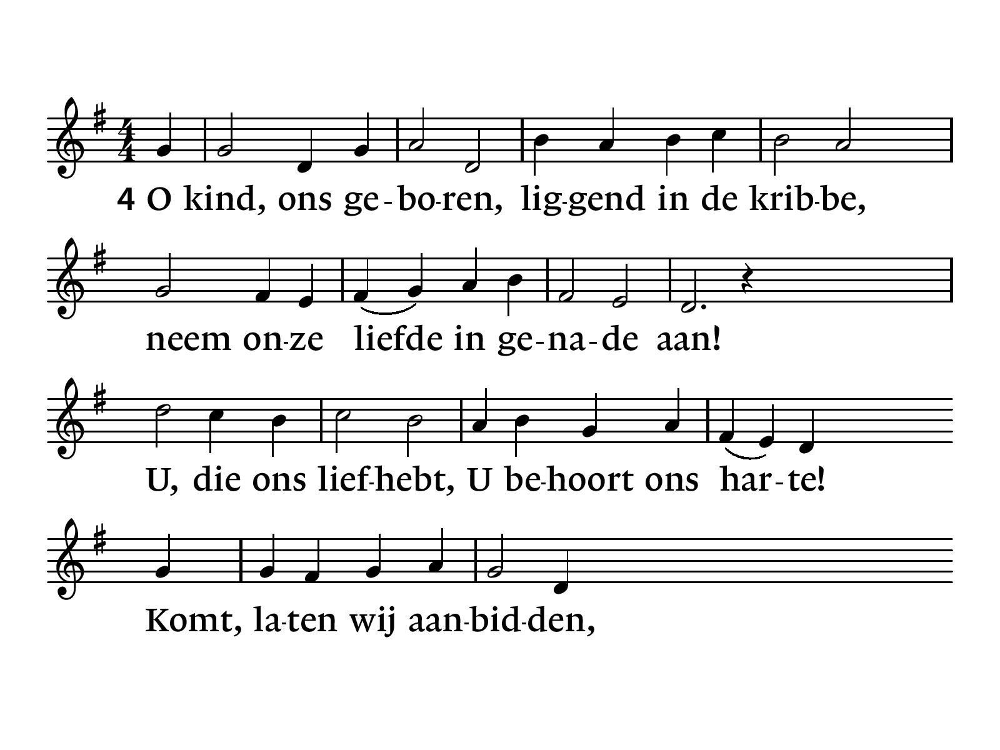 4 O kind, ons ge-bo-ren, lig-gend in de krib-be,
neem on-ze liefde in ge-na-de aan!
U, die ons lief-hebt, U be-hoort ons har-te!
Komt, la-ten wij aan-bid-den,